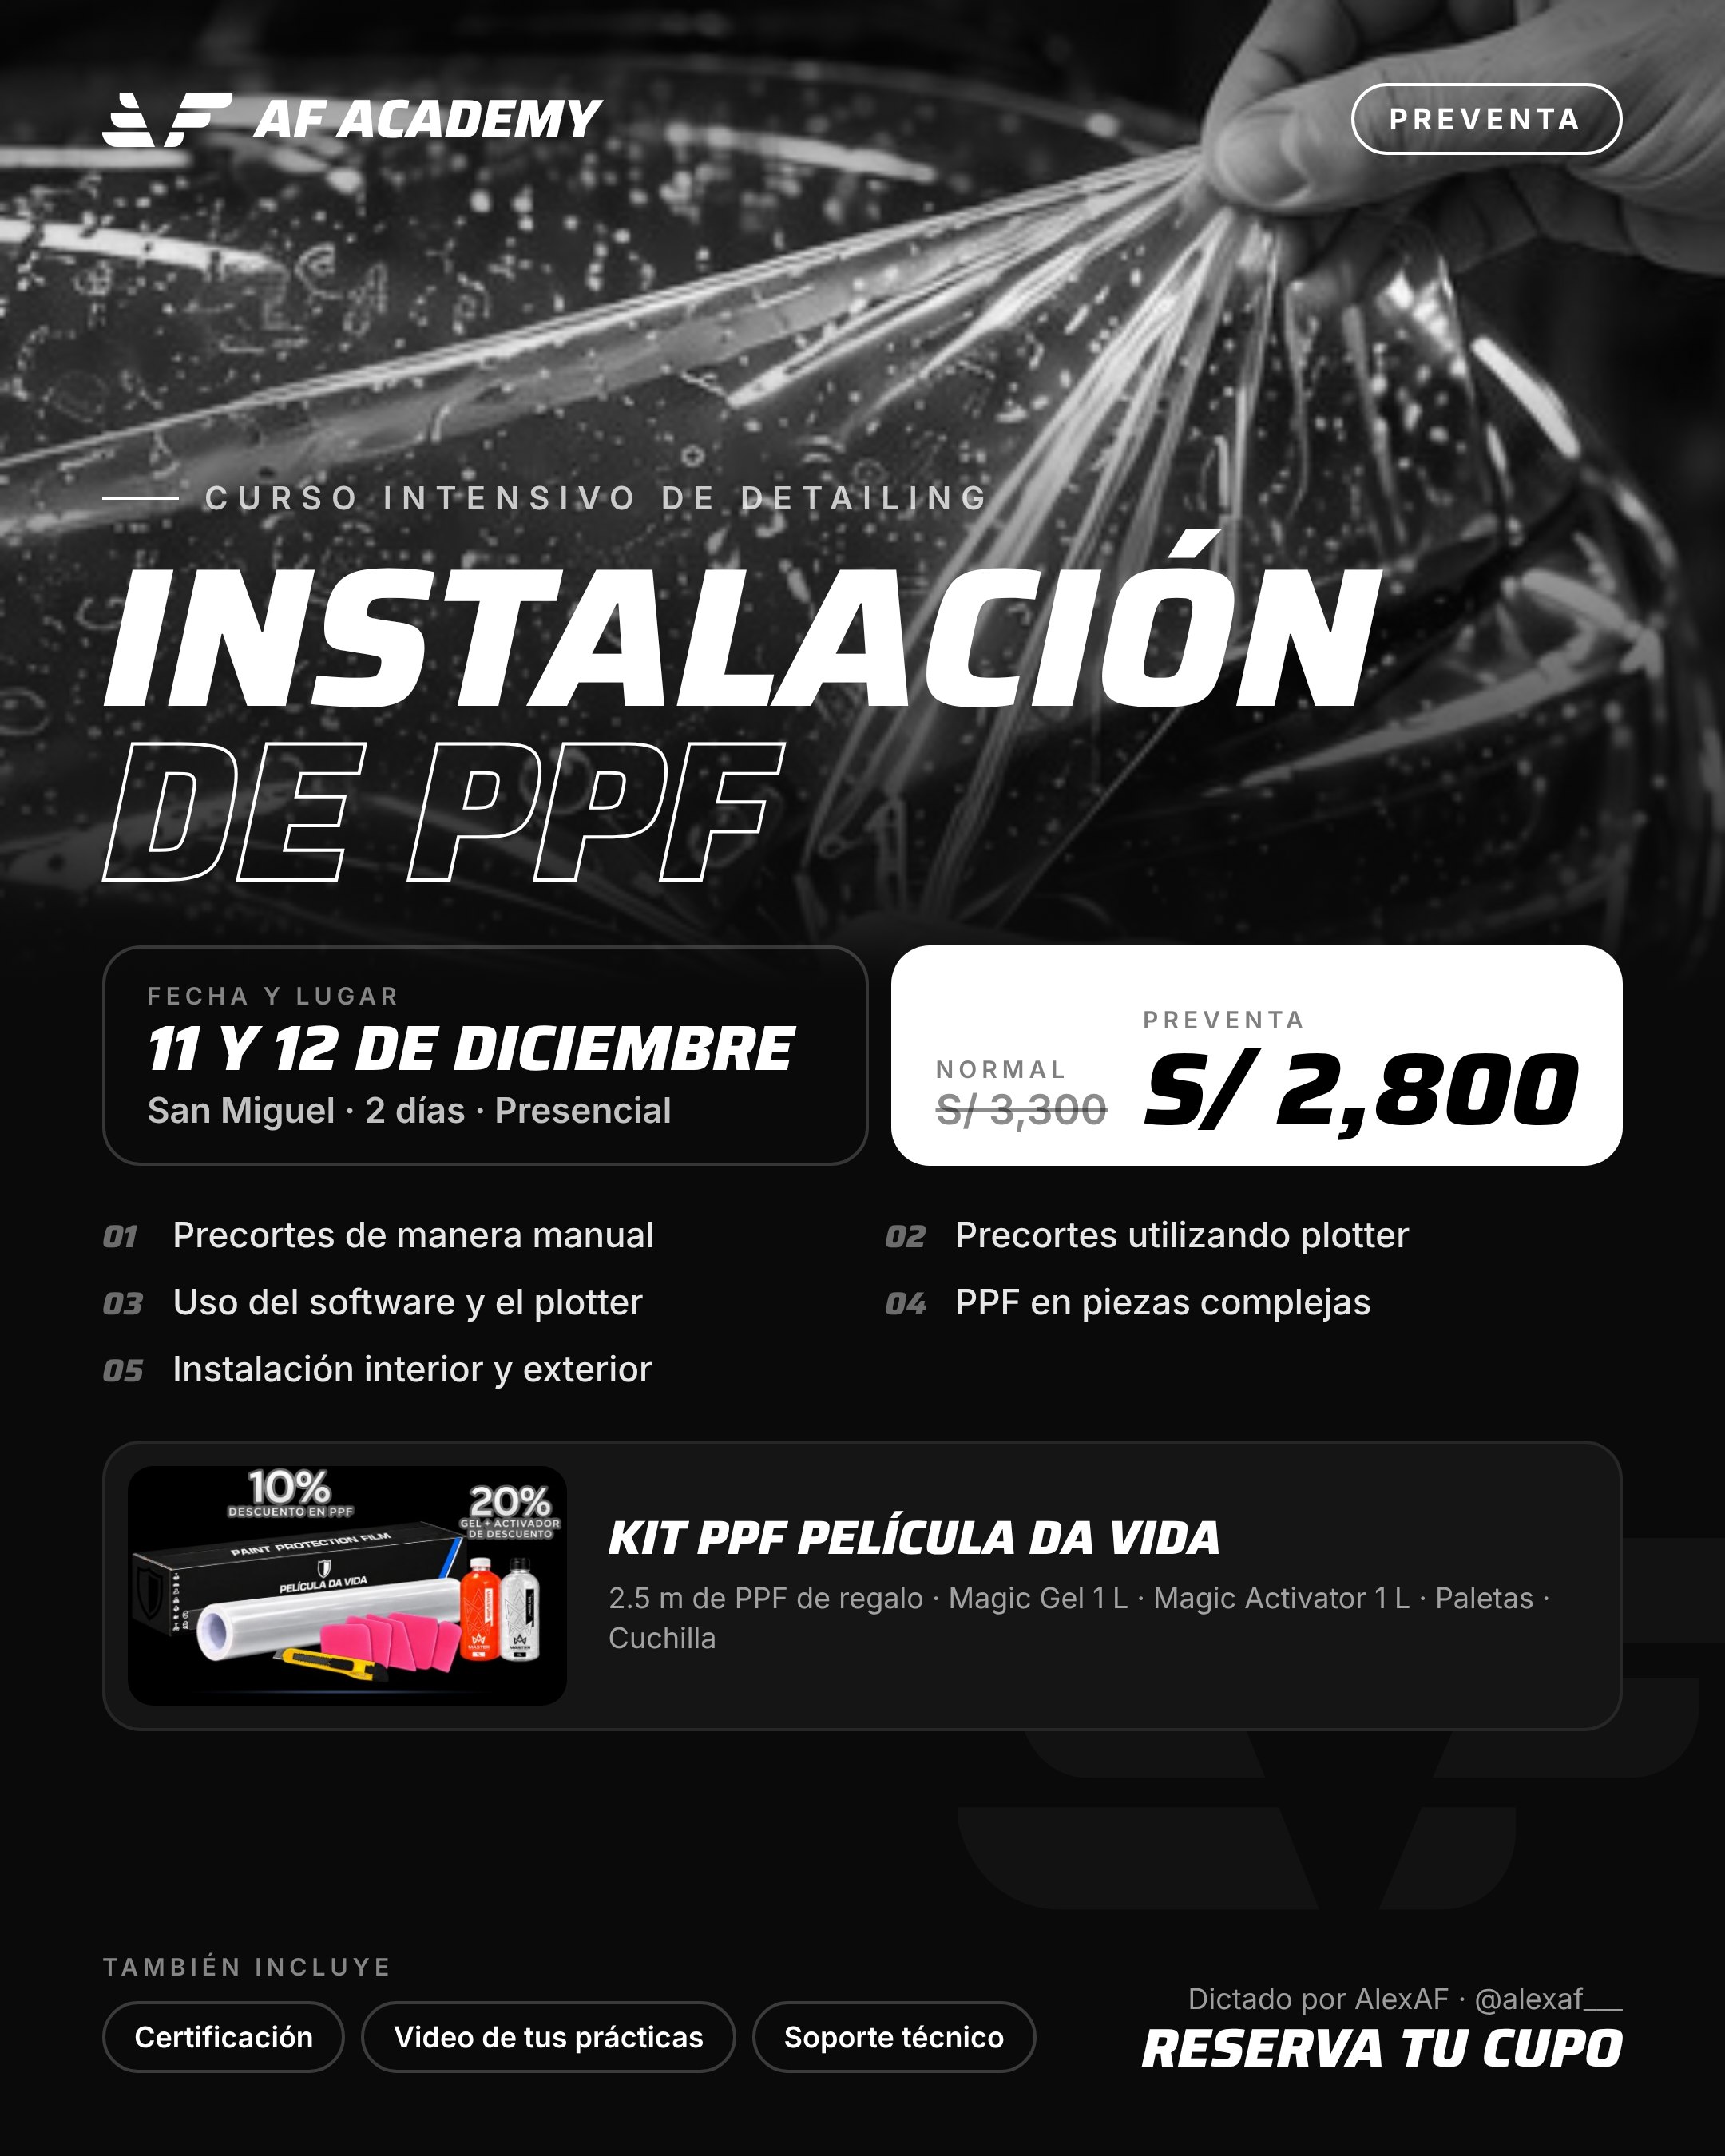 AF ACADEMY
PREVENTA
CURSO INTENSIVO DE DETAILING
INSTALACIÓN
DE PPF
FECHA Y LUGAR
11 Y 12 DE DICIEMBRE
San Miguel · 2 días · Presencial
NORMAL
S/ 3,300
PREVENTA
S/ 2,800
01 Precortes de manera manual
02 Precortes utilizando plotter
03 Uso del software y el plotter
04 PPF en piezas complejas
05 Instalación interior y exterior
10%
DESCUENTO EN PPF
20%
GEL + ACTIVADOR
DE DESCUENTO
PAINT PROTECTION FILM
PELÍCULA DA VIDA
KIT PPF PELÍCULA DA VIDA
2.5 m de PPF de regalo · Magic Gel 1 L · Magic Activator 1 L · Paletas ·
Cuchilla
TAMBIÉN INCLUYE
Certificación
Video de tus prácticas
Soporte técnico
Dictado por AlexAF · @alexaf___
RESERVA TU CUPO